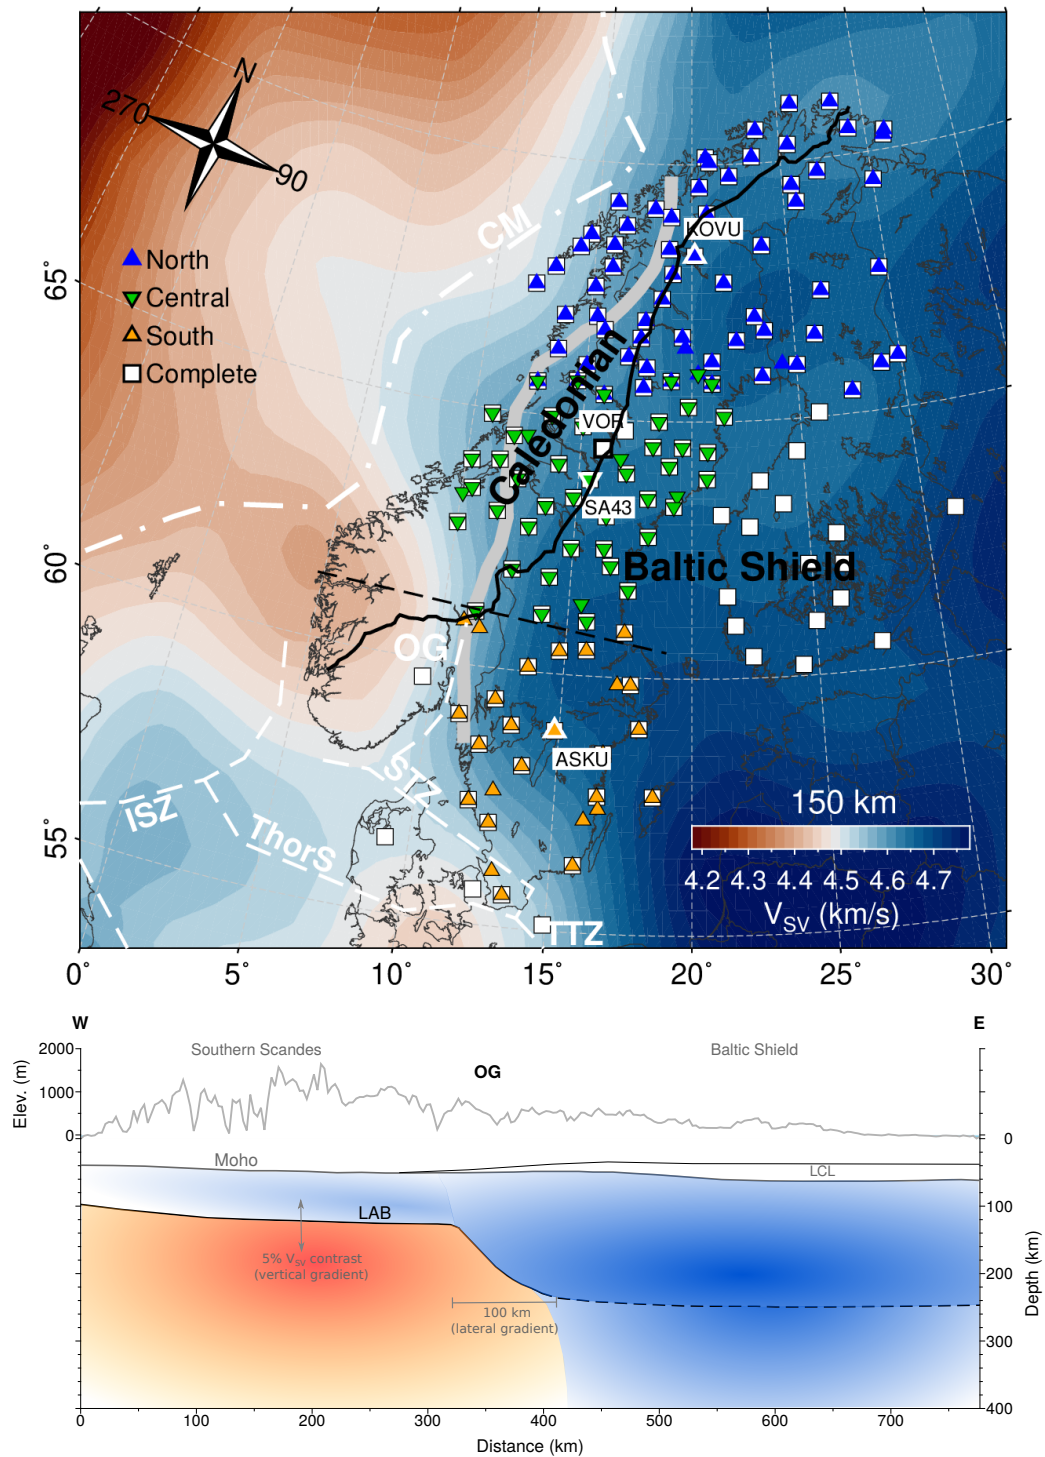 N
270
90
CM
KOVU
65°
North
Central
South
Complete
Caledonian
VOR
SA43
60°
Baltic Shield
OG
ASKU
STZ
ISZ
ThorS
150 km
55°
4.2 4.3 4.4 4.5 4.6 4.7
VSV (km/s)
TTZ
0° 5° 10° 15° 20° 25° 30°
W E
2000 Southern Scandes Baltic Shield
OG
Elev. (m)
1000
0 0
Moho LCL
LAB 100
5% VSV contrast
(vertical gradient)
200
Depth (km)
100 km
(lateral gradient)
300
400
0 100 200 300 400 500 600 700
Distance (km)